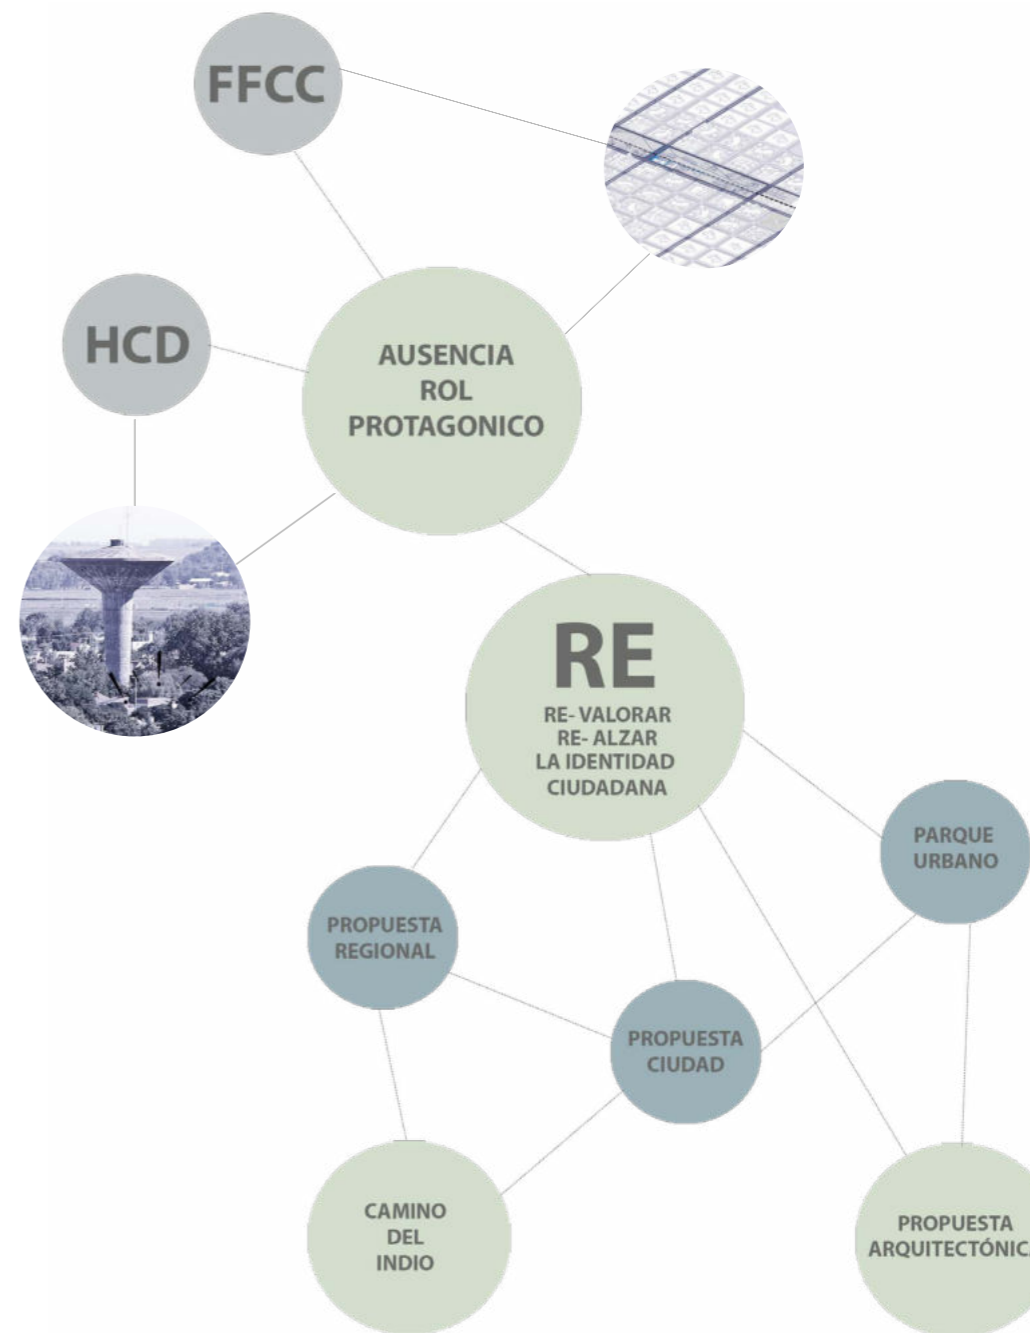 FFCC
HCD
AUSENCIA
ROL
PROTAGONICO
RE
RE- VALORAR
RE- ALZAR
LA IDENTIDAD
CIUDADANA
PARQUE
URBANO
PROPUESTA
REGIONAL
PROPUESTA
CIUDAD
CAMINO
DEL
INDIO
PROPUESTA
ARQUITECTÓNICA